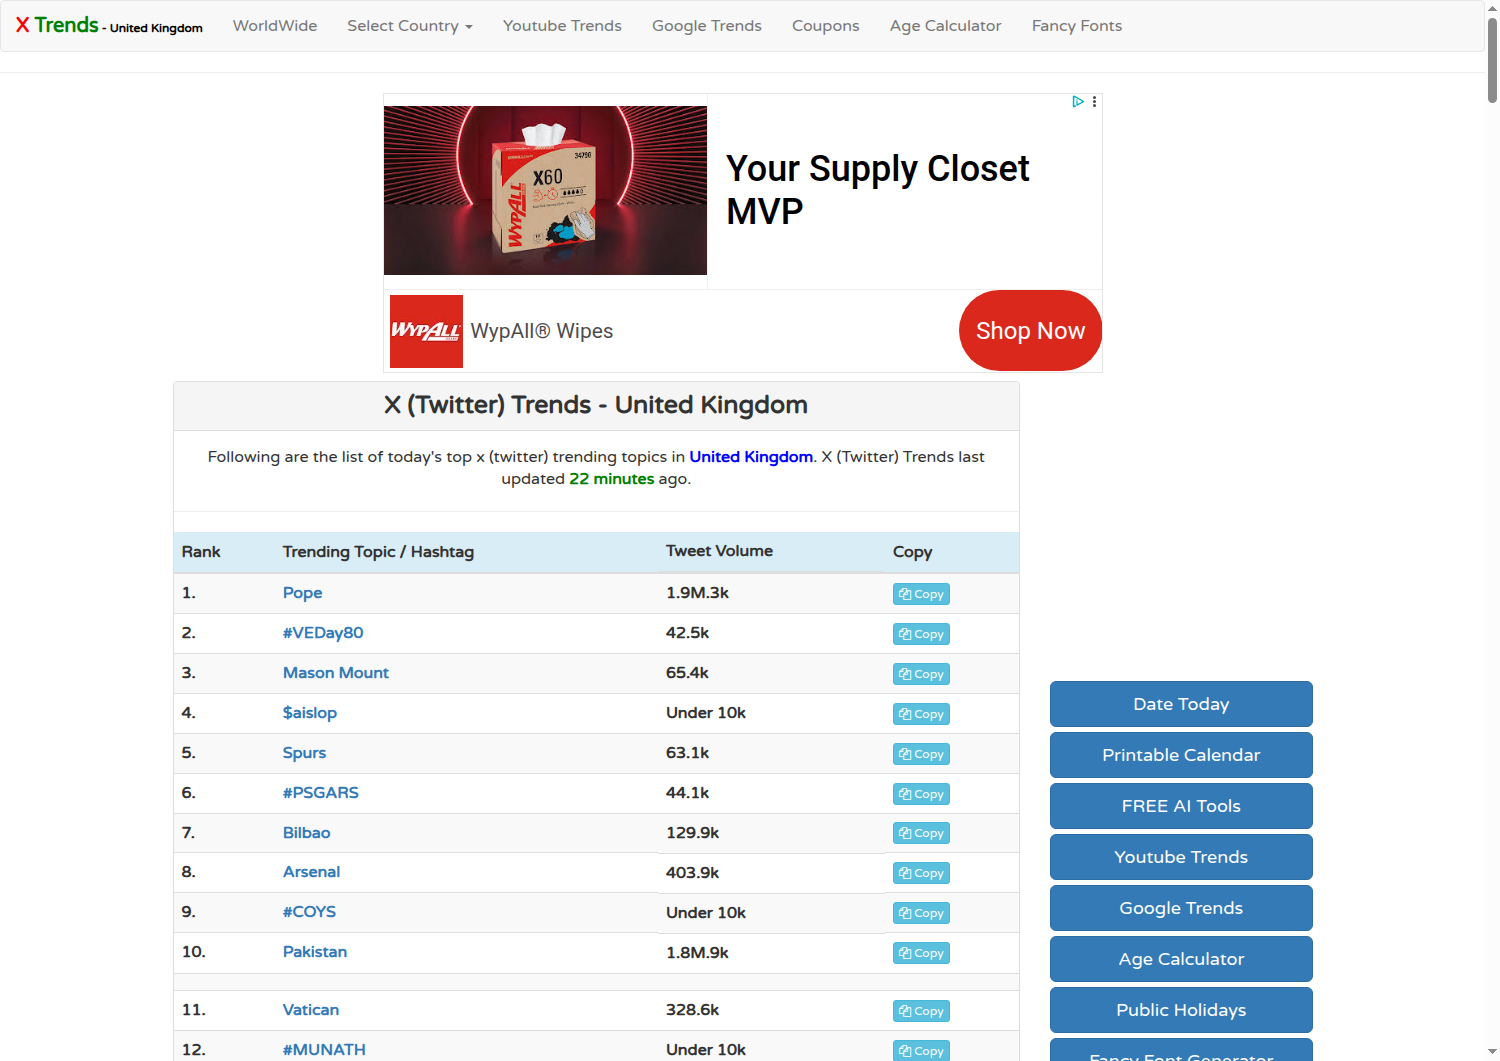 X Trends - United Kingdom WorldWide Select Country Youtube Trends Google Trends Coupons Age Calculator Fancy Fonts
34790
X60
WYPALL
Your Supply Closet
MVP
WYPALL WypAll® Wipes Shop Now
X (Twitter) Trends - United Kingdom
Following are the list of today's top x (twitter) trending topics in United Kingdom. X (Twitter) Trends last
updated 22 minutes ago.
Rank Trending Topic / Hashtag Tweet Volume Copy
1. Pope 1.9M.3k Copy
2. #VEDay80 42.5k Copy
3. Mason Mount 65.4k Copy
4. $aislop Under 10k Copy
5. Spurs 63.1k Copy
6. #PSGARS 44.1k Copy
7. Bilbao 129.9k Copy
8. Arsenal 403.9k Copy
9. #COYS Under 10k Copy
10. Pakistan 1.8M.9k Copy
11. Vatican 328.6k Copy
12. #MUNATH Under 10k Copy
Date Today
Printable Calendar
FREE AI Tools
Youtube Trends
Google Trends
Age Calculator
Public Holidays
Fancy Font Generator